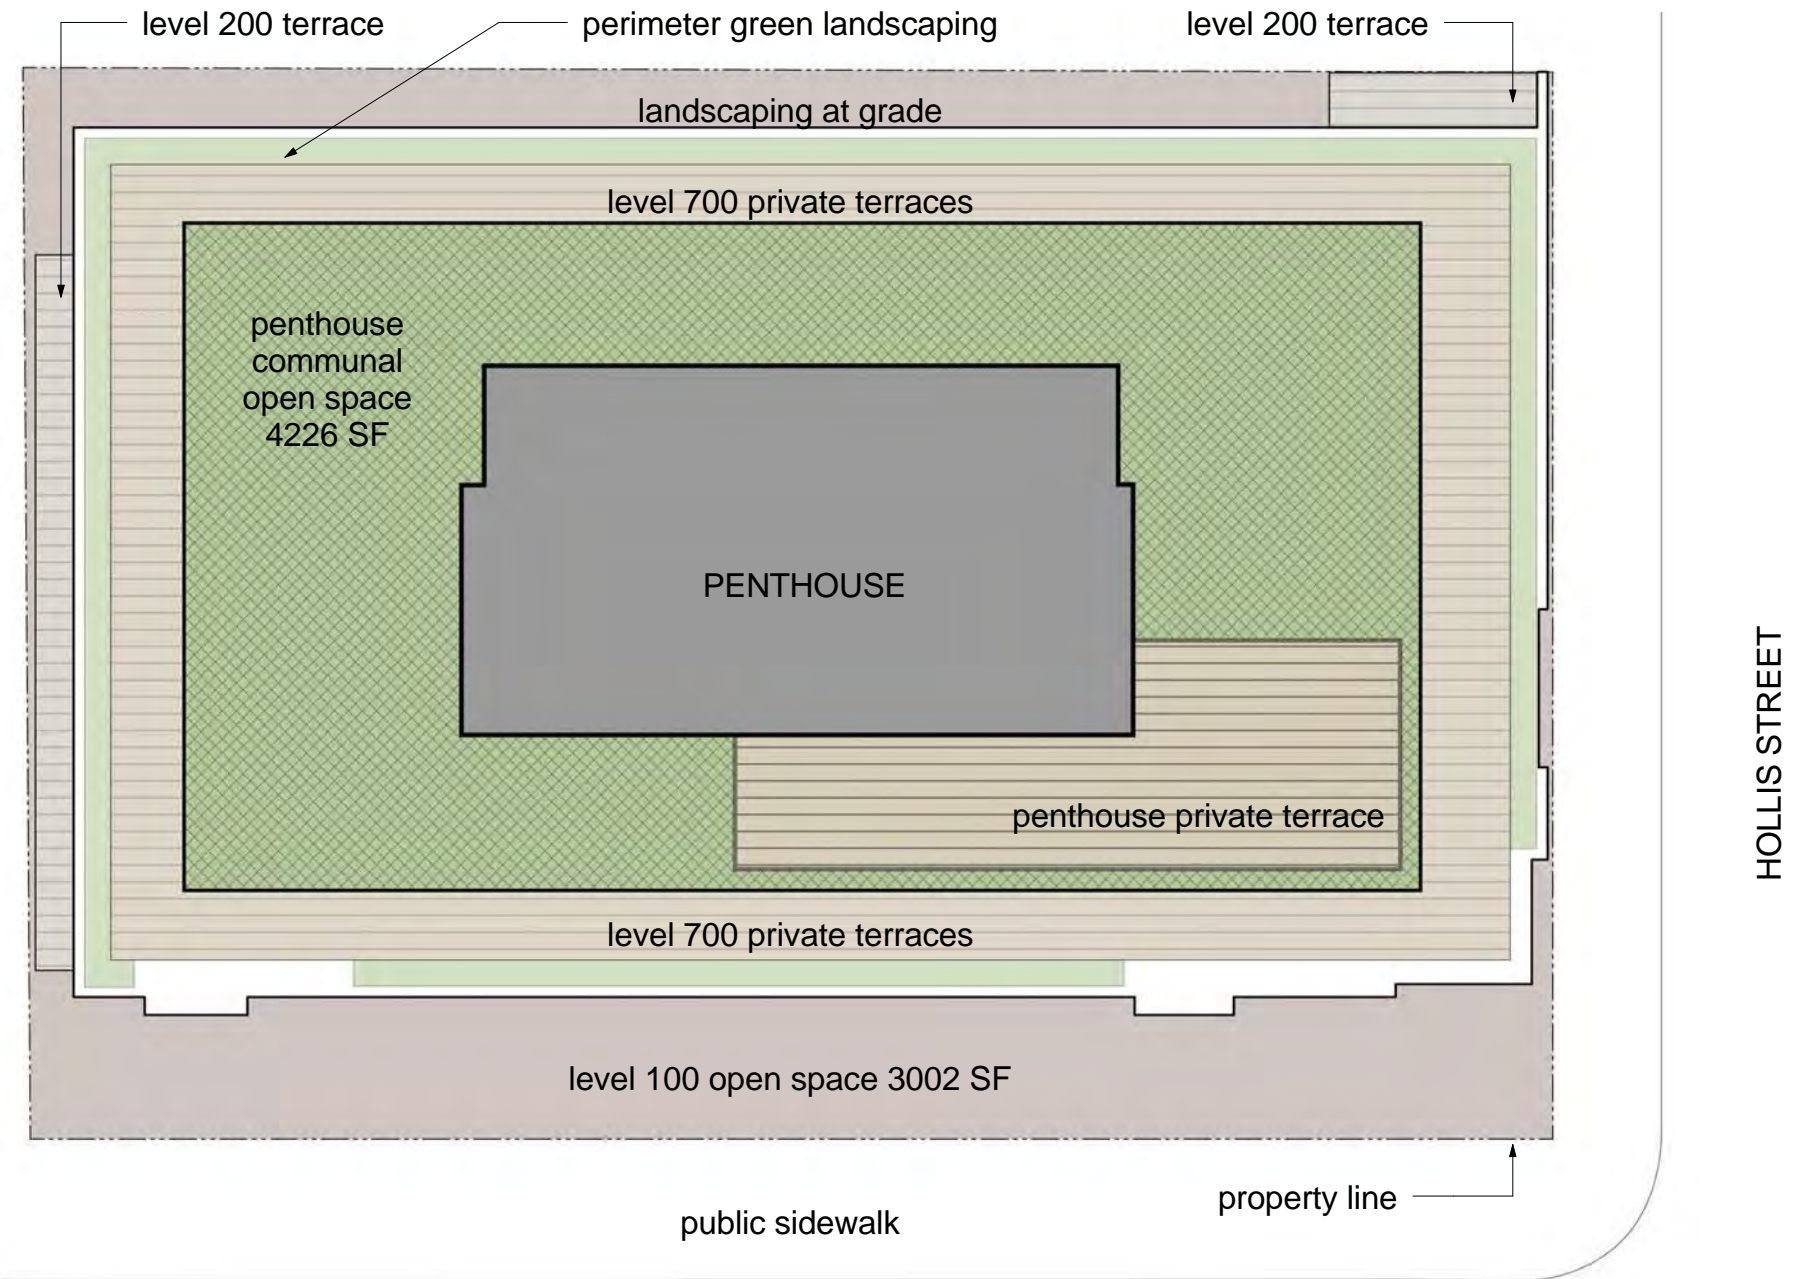 level 200 terrace
perimeter green landscaping
level 200 terrace
landscaping at grade
level 700 private terraces
penthouse
communal
open space
4226 SF
PENTHOUSE
penthouse private terrace
level 700 private terraces
level 100 open space 3002 SF
property line
public sidewalk
HOLLIS STREET